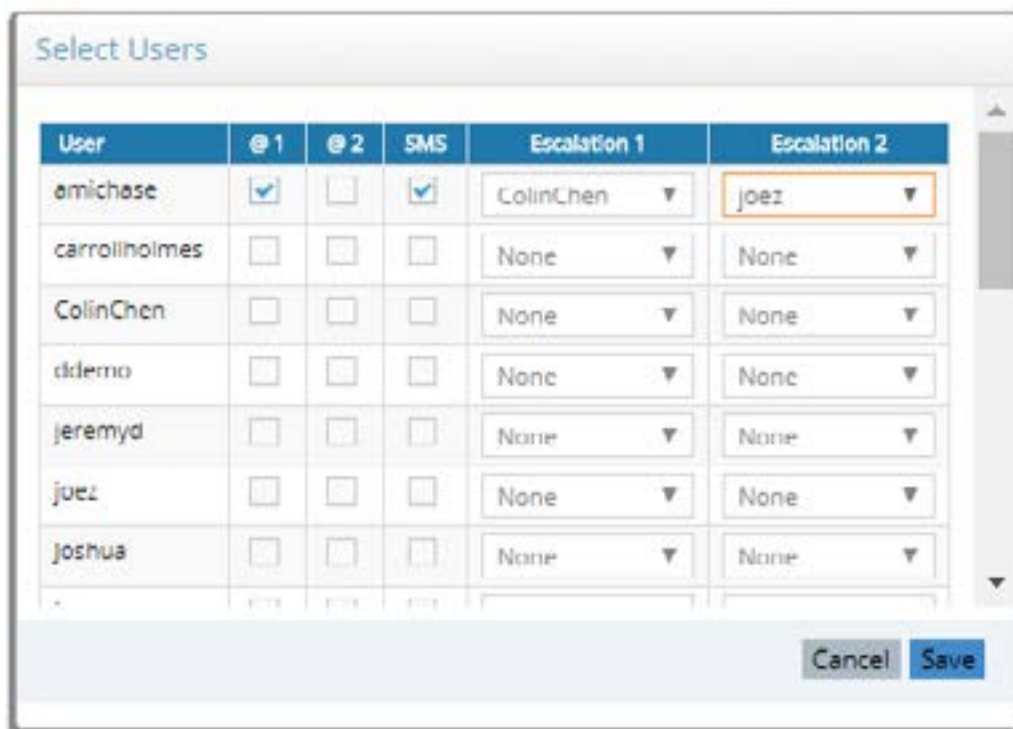 Select Users
User @ 1 @ 2 SMS Escalation 1 Escalation 2
amichase ColinChen joez
carrollholmes None None
ColinChen None None
ddemo None None
jeremyd None None
joez None None
Joshua None None
Cancel Save